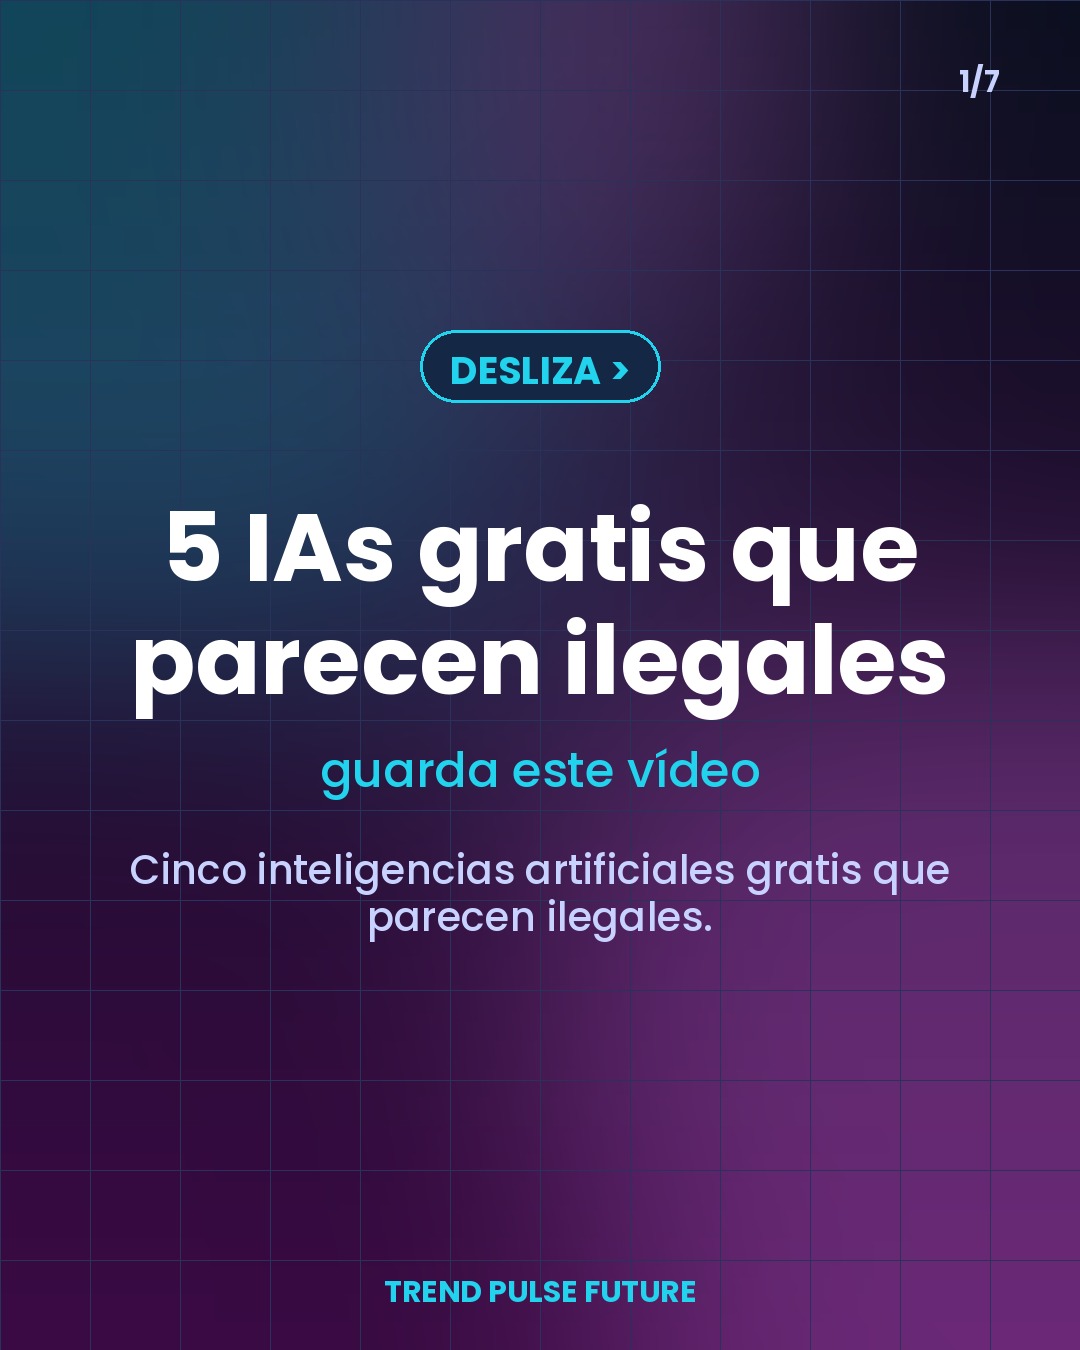 1/7
DESLIZA >
5 IAs gratis que
parecen ilegales
guarda este vídeo
Cinco inteligencias artificiales gratis que
parecen ilegales.
TREND PULSE FUTURE